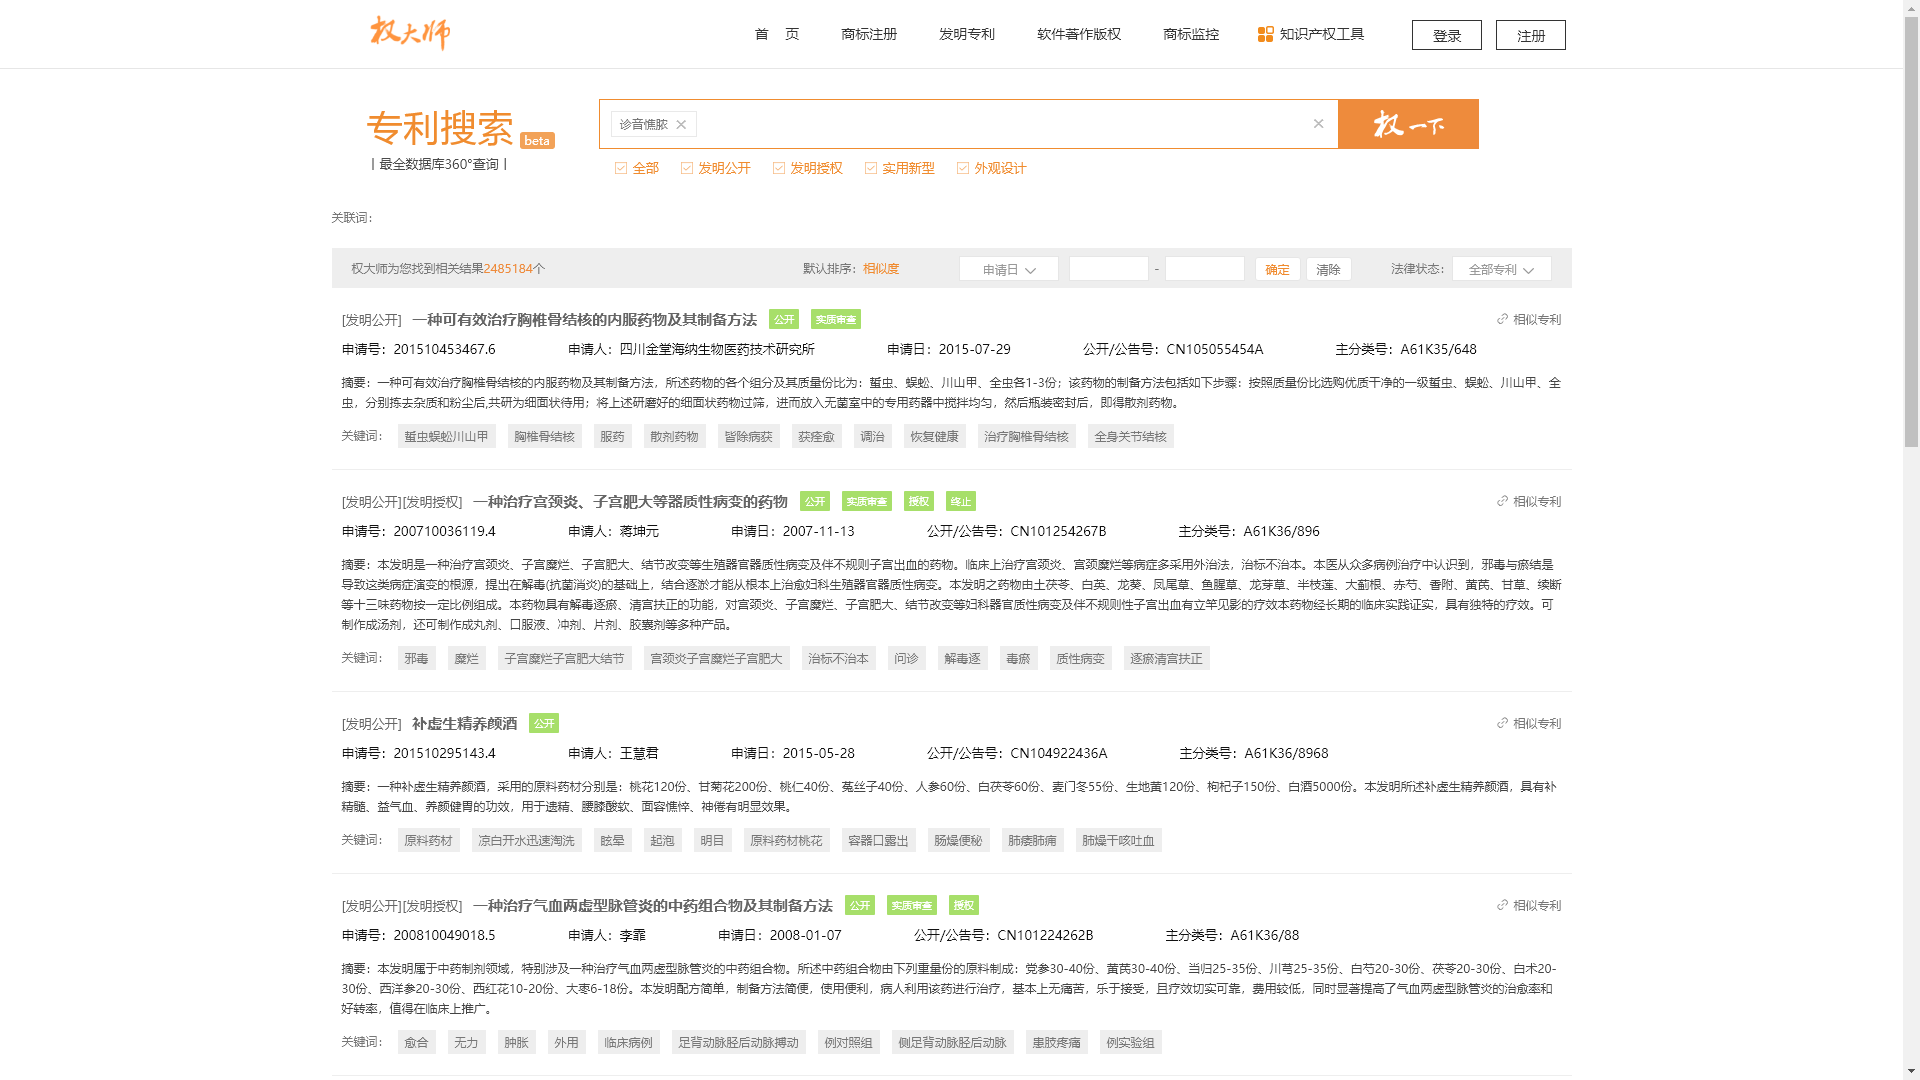 权大师
首 页 商标注册 发明专利 软件著作版权 商标监控 知识产权工具 登录 注册
专利搜索 beta
丨最全数据库360°查询丨
诊音憔脓 × × 权一下
全部 发明公开 发明授权 实用新型 外观设计
关联词：
权大师为您找到相关结果2485184个 默认排序：相似度 申请日 - 确定 清除 法律状态：全部专利
[发明公开] 一种可有效治疗胸椎骨结核的内服药物及其制备方法 公开 实质审查 相似专利
申请号：201510453467.6 申请人：四川金堂海纳生物医药技术研究所 申请日：2015-07-29 公开/公告号：CN105055454A 主分类号：A61K35/648
摘要：一种可有效治疗胸椎骨结核的内服药物及其制备方法，所述药物的各个组分及其质量份比为：蜇虫、蜈蚣、川山甲、全虫各1-3份；该药物的制备方法包括如下步骤：按照质量份比选购优质干净的一级蜇虫、蜈蚣、川山甲、全
虫，分别拣去杂质和粉尘后,共研为细面状待用；将上述研磨好的细面状药物过筛，进而放入无菌室中的专用药器中搅拌均匀，然后瓶装密封后，即得散剂药物。
关键词： 蜇虫蜈蚣川山甲 胸椎骨结核 服药 散剂药物 皆除病获 获痊愈 调治 恢复健康 治疗胸椎骨结核 全身关节结核
[发明公开][发明授权] 一种治疗宫颈炎、子宫肥大等器质性病变的药物 公开 实质审查 授权 终止 相似专利
申请号：200710036119.4 申请人：蒋坤元 申请日：2007-11-13 公开/公告号：CN101254267B 主分类号：A61K36/896
摘要：本发明是一种治疗宫颈炎、子宫糜烂、子宫肥大、结节改变等生殖器官器质性病变及伴不规则子宫出血的药物。临床上治疗宫颈炎、宫颈糜烂等病症多采用外治法，治标不治本。本医从众多病例治疗中认识到，邪毒与瘀结是
导致这类病症演变的根源，提出在解毒(抗菌消炎)的基础上，结合逐淤才能从根本上治愈妇科生殖器官器质性病变。本发明之药物由土茯苓、白英、龙葵、凤尾草、鱼腥草、龙芽草、半枝莲、大蓟根、赤芍、香附、黄芪、甘草、续断
等十三味药物按一定比例组成。本药物具有解毒逐瘀、清宫扶正的功能，对宫颈炎、子宫糜烂、子宫肥大、结节改变等妇科器官质性病变及伴不规则性子宫出血有立竿见影的疗效本药物经长期的临床实践证实，具有独特的疗效。可
制作成汤剂，还可制作成丸剂、口服液、冲剂、片剂、胶囊剂等多种产品。
关键词： 邪毒 糜烂 子宫糜烂子宫肥大结节 宫颈炎子宫糜烂子宫肥大 治标不治本 问诊 解毒逐 毒瘀 质性病变 逐瘀清宫扶正
[发明公开] 补虚生精养颜酒 公开 相似专利
申请号：201510295143.4 申请人：王慧君 申请日：2015-05-28 公开/公告号：CN104922436A 主分类号：A61K36/8968
摘要：一种补虚生精养颜酒，采用的原料药材分别是：桃花120份、甘菊花200份、桃仁40份、菟丝子40份、人参60份、白茯苓60份、麦门冬55份、生地黄120份、枸杞子150份、白酒5000份。本发明所述补虚生精养颜酒，具有补
精髓、益气血、养颜健胃的功效，用于遗精、腰膝酸软、面容憔悴、神倦有明显效果。
关键词： 原料药材 凉白开水迅速淘洗 眩晕 起泡 明目 原料药材桃花 容器口露出 肠燥便秘 肺痿肺痈 肺燥干咳吐血
[发明公开][发明授权] 一种治疗气血两虚型脉管炎的中药组合物及其制备方法 公开 实质审查 授权 相似专利
申请号：200810049018.5 申请人：李霏 申请日：2008-01-07 公开/公告号：CN101224262B 主分类号：A61K36/88
摘要：本发明属于中药制剂领域，特别涉及一种治疗气血两虚型脉管炎的中药组合物。所述中药组合物由下列重量份的原料制成：党参30-40份、黄芪30-40份、当归25-35份、川芎25-35份、白芍20-30份、茯苓20-30份、白术20-
30份、西洋参20-30份、西红花10-20份、大枣6-18份。本发明配方简单，制备方法简便，使用便利，病人利用该药进行治疗，基本上无痛苦，乐于接受，且疗效切实可靠，费用较低，同时显著提高了气血两虚型脉管炎的治愈率和
好转率，值得在临床上推广。
关键词： 愈合 无力 肿胀 外用 临床病例 足背动脉胫后动脉搏动 例对照组 侧足背动脉胫后动脉 患胶疼痛 例实验组